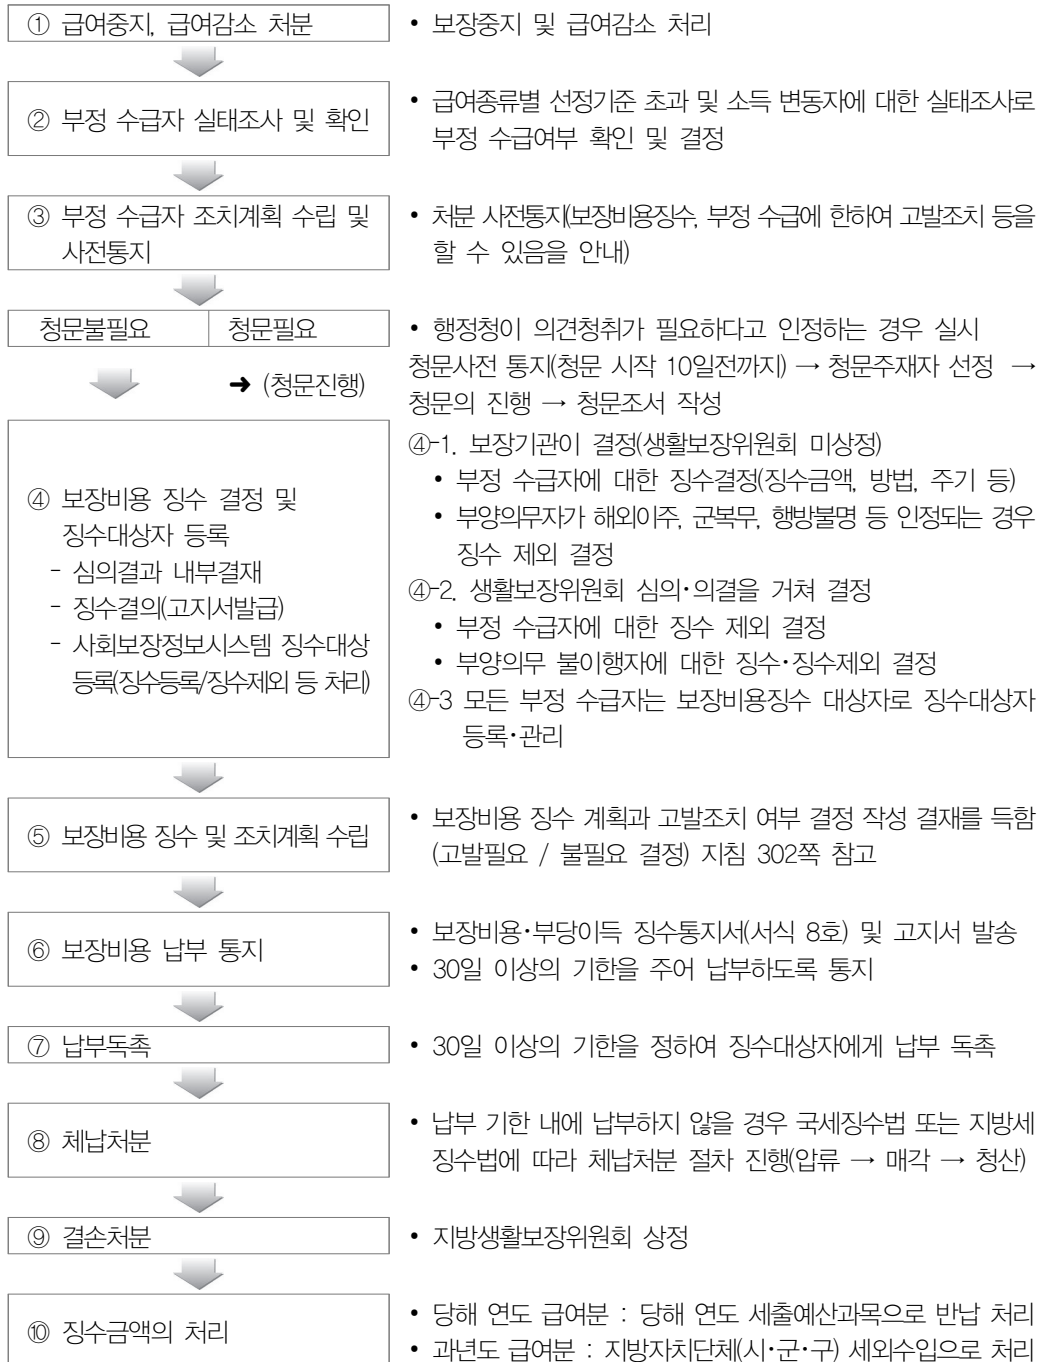 ① 급여중지, 급여감소 처분
• 보장중지 및 급여감소 처리
② 부정 수급자 실태조사 및 확인
• 급여종류별 선정기준 초과 및 소득 변동자에 대한 실태조사로
부정 수급여부 확인 및 결정
③ 부정 수급자 조치계획 수립 및
사전통지
• 처분 사전통지(보장비용징수, 부정 수급에 한하여 고발조치 등을
할 수 있음을 안내)
청문불필요 청문필요
➜ (청문진행)
• 행정청이 의견청취가 필요하다고 인정하는 경우 실시
청문사전 통지(청문 시작 10일전까지) → 청문주재자 선정 →
청문의 진행 → 청문조서 작성
④ 보장비용 징수 결정 및
징수대상자 등록
- 심의결과 내부결재
- 징수결의(고지서발급)
- 사회보장정보시스템 징수대상
등록(징수등록/징수제외 등 처리)
④-1. 보장기관이 결정(생활보장위원회 미상정)
• 부정 수급자에 대한 징수결정(징수금액, 방법, 주기 등)
• 부양의무자가 해외이주, 군복무, 행방불명 등 인정되는 경우
징수 제외 결정
④-2. 생활보장위원회 심의･의결을 거쳐 결정
• 부정 수급자에 대한 징수 제외 결정
• 부양의무 불이행자에 대한 징수･징수제외 결정
④-3 모든 부정 수급자는 보장비용징수 대상자로 징수대상자
등록･관리
⑤ 보장비용 징수 및 조치계획 수립
• 보장비용 징수 계획과 고발조치 여부 결정 작성 결재를 득함
(고발필요 / 불필요 결정) 지침 302쪽 참고
⑥ 보장비용 납부 통지
• 보장비용･부당이득 징수통지서(서식 8호) 및 고지서 발송
• 30일 이상의 기한을 주어 납부하도록 통지
⑦ 납부독촉
• 30일 이상의 기한을 정하여 징수대상자에게 납부 독촉
⑧ 체납처분
• 납부 기한 내에 납부하지 않을 경우 국세징수법 또는 지방세
징수법에 따라 체납처분 절차 진행(압류 → 매각 → 청산)
⑨ 결손처분
• 지방생활보장위원회 상정
⑩ 징수금액의 처리
• 당해 연도 급여분 : 당해 연도 세출예산과목으로 반납 처리
• 과년도 급여분 : 지방자치단체(시･군･구) 세외수입으로 처리